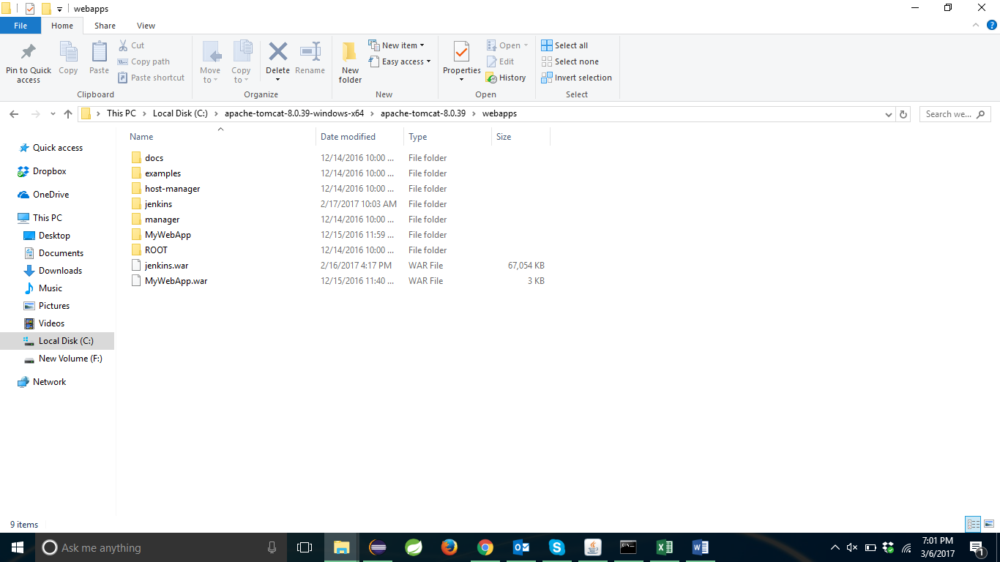 webapps
File Home Share View
Pin to Quick access
Copy
Paste
Cut
Copy path
Paste shortcut
Clipboard
Move to
Copy to
Delete
Rename
Organize
New folder
New item
Easy access
New
Properties
Open
Edit
History
Open
Select all
Select none
Invert selection
Select
This PC Local Disk (C:) apache-tomcat-8.0.39-windows-x64 apache-tomcat-8.0.39 webapps
Search we...
Quick access
Dropbox
OneDrive
This PC
Desktop
Documents
Downloads
Music
Pictures
Videos
Local Disk (C:)
New Volume (F:)
Network
Name Date modified Type Size
docs 12/14/2016 10:00 ... File folder
examples 12/14/2016 10:00 ... File folder
host-manager 12/14/2016 10:00 ... File folder
jenkins 2/17/2017 10:03 AM File folder
manager 12/14/2016 10:00 ... File folder
MyWebApp 12/15/2016 11:59 ... File folder
ROOT 12/14/2016 10:00 ... File folder
jenkins.war 2/16/2017 4:17 PM WAR File 67,054 KB
MyWebApp.war 12/15/2016 11:40 ... WAR File 3 KB
9 items
Ask me anything
7:01 PM
3/6/2017
1